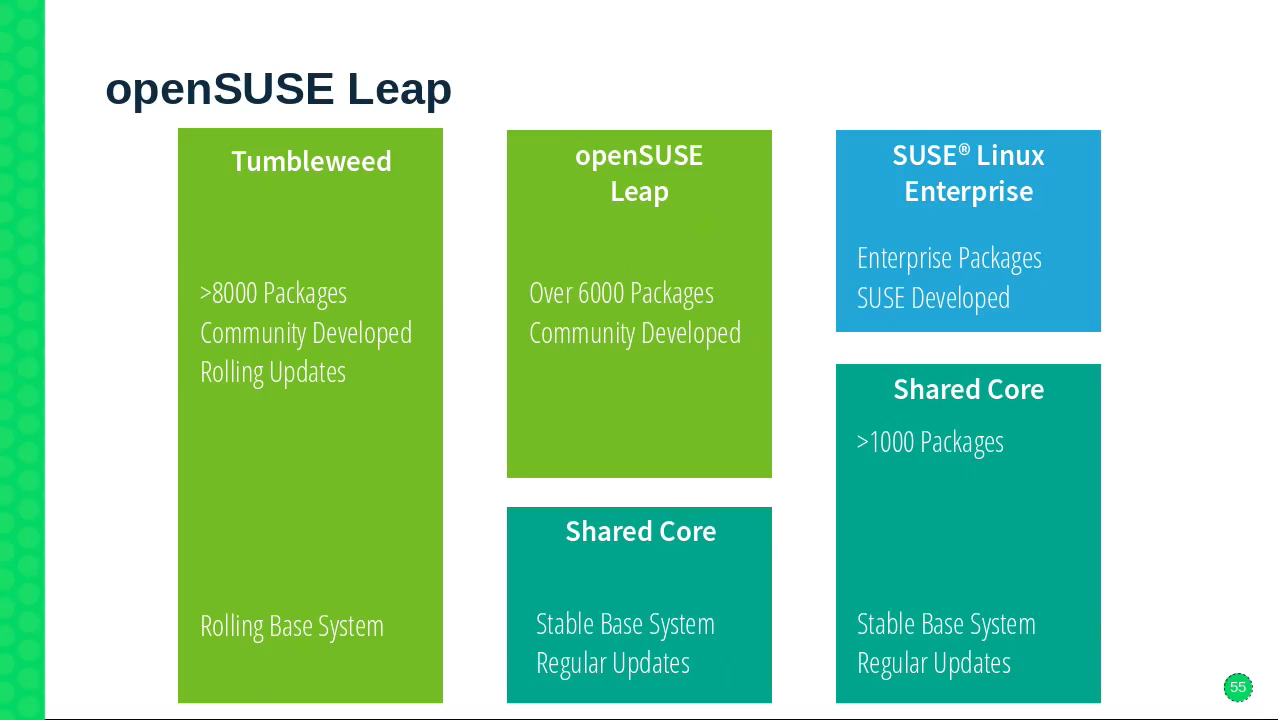 openSUSE Leap
Tumbleweed
>8000 Packages
Community Developed
Rolling Updates
Rolling Base System
openSUSE
Leap
Over 6000 Packages
Community Developed
Shared Core
Stable Base System
Regular Updates
SUSE® Linux
Enterprise
Enterprise Packages
SUSE Developed
Shared Core
>1000 Packages
Stable Base System
Regular Updates
55